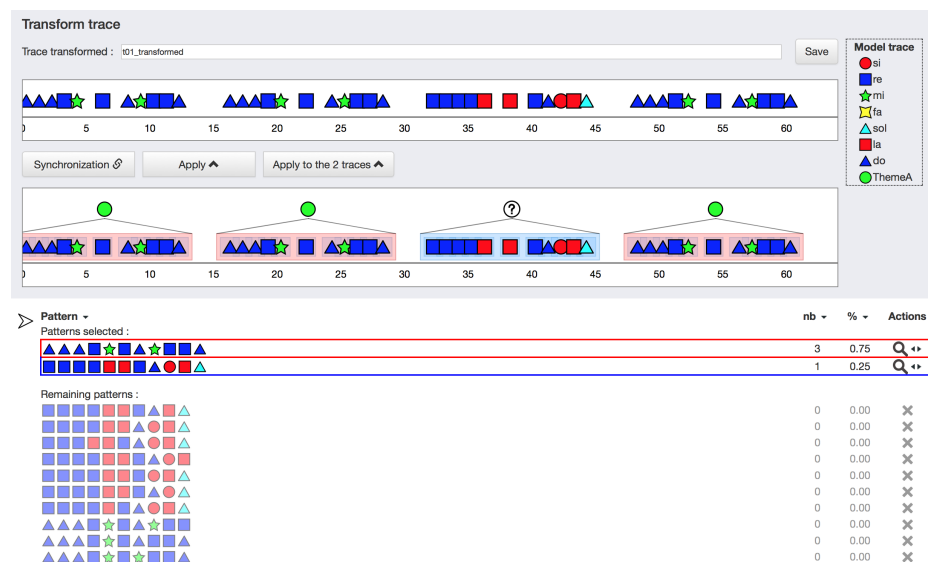 Transform trace
Trace transformed : t01_transformed Save
Model trace
si
re
mi
fa
sol
la
do
ThemeA
0 5 10 15 20 25 30 35 40 45 50 55 60
Synchronization Apply Apply to the 2 traces
?
0 5 10 15 20 25 30 35 40 45 50 55 60
Pattern nb % Actions
Patterns selected :
3 0.75
1 0.25
Remaining patterns :
0 0.00
0 0.00
0 0.00
0 0.00
0 0.00
0 0.00
0 0.00
0 0.00
0 0.00
0 0.00